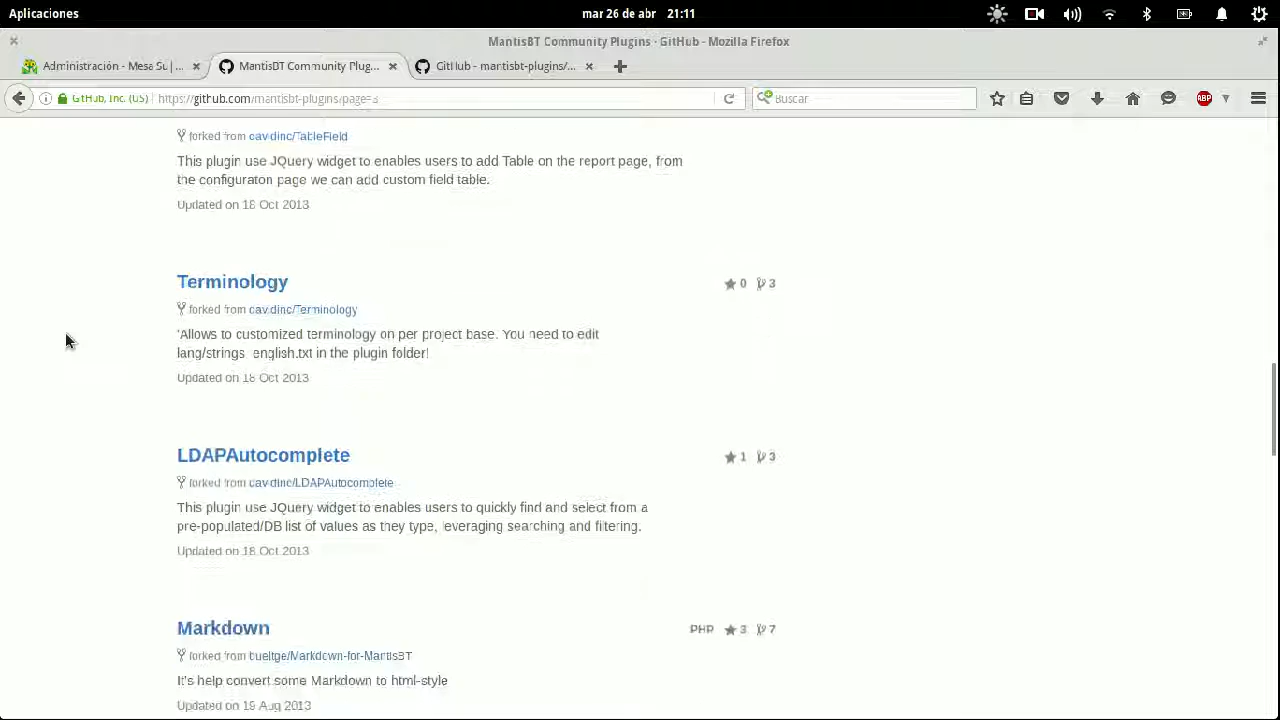 Aplicaciones
mar 26 de abr 21:11
MantisBT Community Plugins · GitHub - Mozilla Firefox
Administración - Mesa Su|...
MantisBT Community Plug...
GitHub - mantisbt-plugins/...
GitHub, Inc. (US)
https://github.com/mantisbt-plugins?page=3
Buscar
ABP
forked from cavidinc/TableField
This plugin use JQuery widget to enables users to add Table on the report page, from
the configuraton page we can add custom field table.
Updated on 18 Oct 2013
Terminology
0 3
forked from cavidinc/Terminology
'Allows to customized terminology on per project base. You need to edit
lang/strings_english.txt in the plugin folder!
Updated on 18 Oct 2013
LDAPAutocomplete
1 3
forked from cavidinc/LDAPAutocomplete
This plugin use JQuery widget to enables users to quickly find and select from a
pre-populated/DB list of values as they type, leveraging searching and filtering.
Updated on 18 Oct 2013
Markdown
PHP 3 7
forked from bueltge/Markdown-for-MantisBT
It's help convert some Markdown to html-style
Updated on 19 Aug 2013